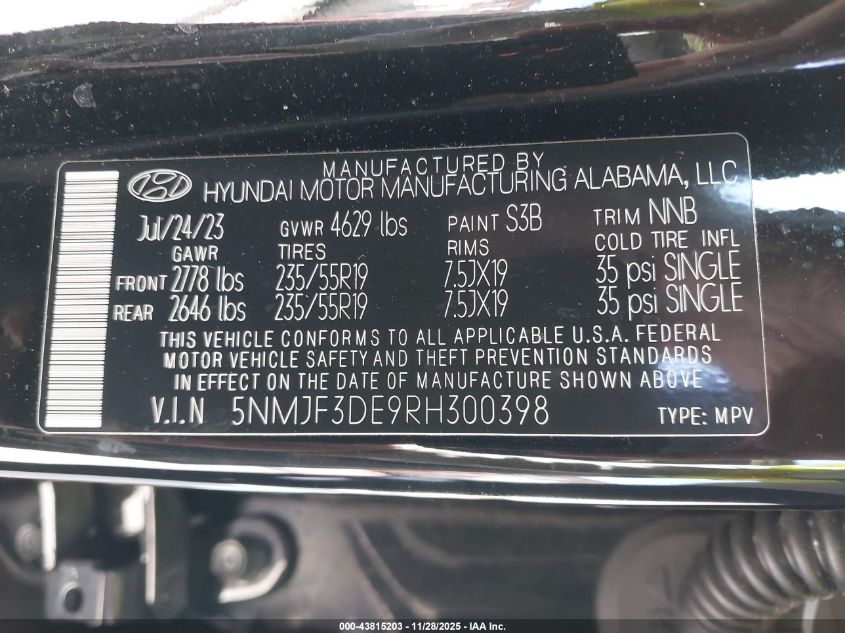 MANUFACTURED BY
HYUNDAI MOTOR MANUFACTURING ALABAMA, LLC
Jul/24/23 GVWR 4629 lbs PAINT S3B TRIM NNB
GAWR TIRES RIMS COLD TIRE INFL
FRONT 2778 lbs 235/55R19 7.5JX19 35 psi SINGLE
REAR 2646 lbs 235/55R19 7.5JX19 35 psi SINGLE
THIS VEHICLE CONFORMS TO ALL APPLICABLE U.S.A. FEDERAL
MOTOR VEHICLE SAFETY AND THEFT PREVENTION STANDARDS
IN EFFECT ON THE DATE OF MANUFACTURE SHOWN ABOVE
V.I.N 5NMJF3DE9RH300398 TYPE: MPV
000-43815203 - 11/28/2025 - IAA Inc.